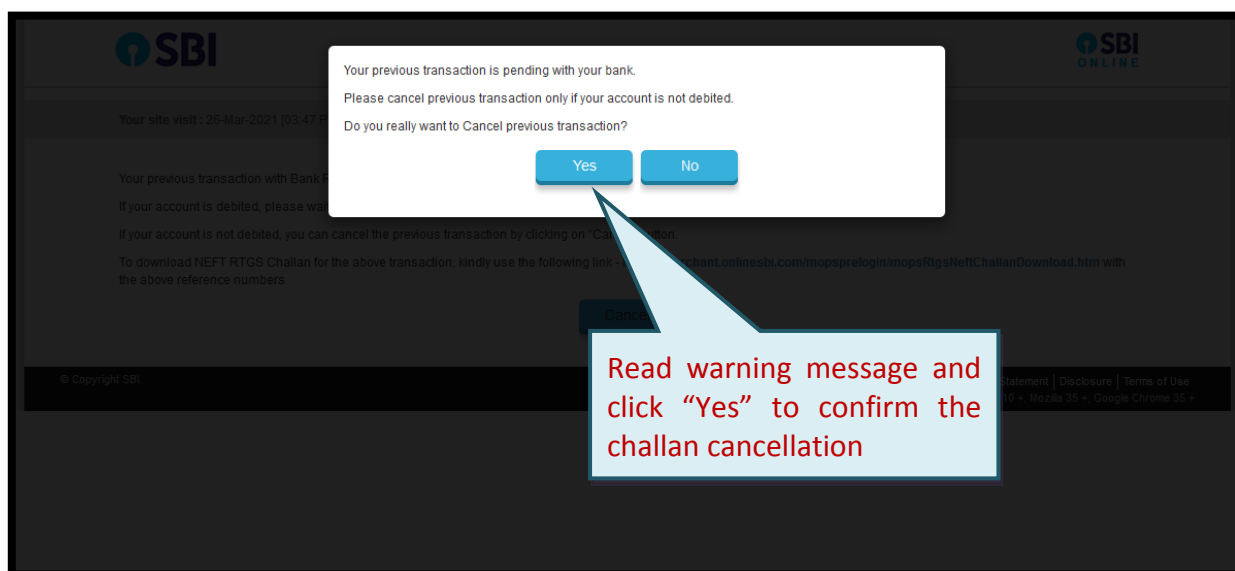 SBI
SBI
ONLINE
Your previous transaction is pending with your bank.
Please cancel previous transaction only if your account is not debited.
Do you really want to Cancel previous transaction?
Yes No
Your site visit : 25-Mar-2021 [03:47 P
Your previous transaction with Bank
If your account is debited, please wai
If your account is not debited, you can cancel the previous transaction by clicking on "Ca
To download NEFT RTGS Challan for the above transaction, kindly use the following link - rchant.onlinesbi.com/mopsprelogin/mopsRtgsNeftChallanDownload.htm with
the above reference numbers
Cance
Read warning message and
click “Yes” to confirm the
challan cancellation
© Copyright SBI
Statement | Disclosure | Terms of Use
10 +, Mozilla 35 +, Google Chrome 35 +